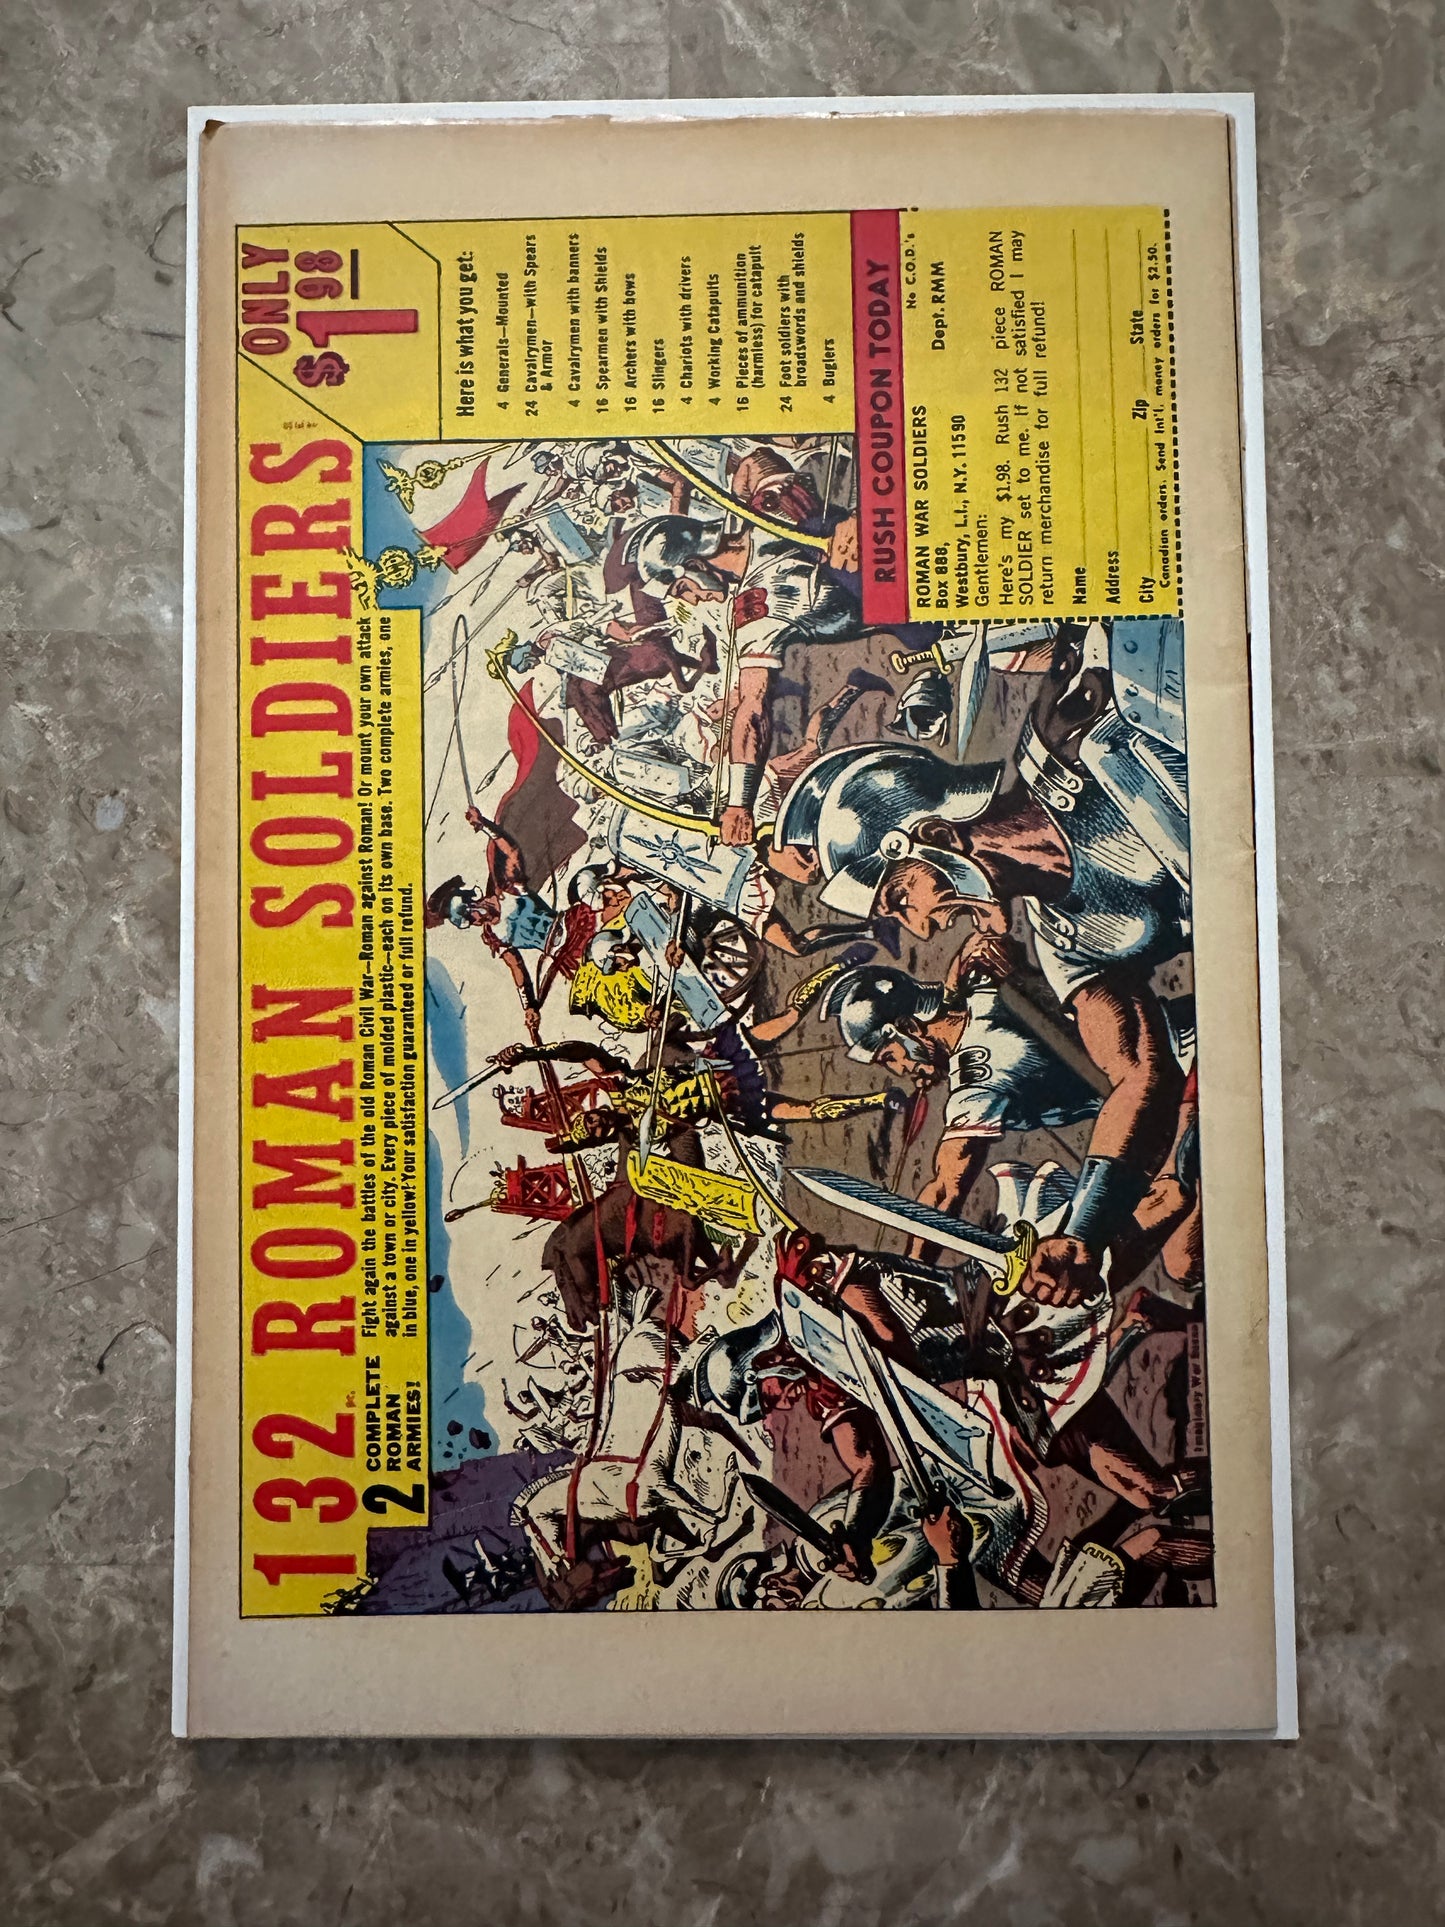 132 PC. ROMAN SOLDIERS SET
ONLY
$1 98
2 COMPLETE
ROMAN
ARMIES!
Fight again the battles of the old Roman Civil War—Roman against Roman! Or mount your own attack
against a town or city. Every piece of molded plastic—each on its own base. Two complete armies, one
in blue, one in yellow! Your satisfaction guaranteed or full refund.
Here is what you get:
4 Generals—Mounted
24 Cavalrymen—with Spears
& Armor
4 Cavalrymen with banners
16 Spearmen with Shields
16 Archers with bows
16 Slingers
4 Chariots with drivers
4 Working Catapults
16 Pieces of ammunition
(harmless) for catapult
24 Foot soldiers with
broadswords and shields
4 Buglers
RUSH COUPON TODAY
No C.O.D.'s
ROMAN WAR SOLDIERS
Box 888, Dept. RMM
Westbury, L.I., N.Y. 11590
Gentlemen:
Here's my $1.98. Rush 132 piece ROMAN
SOLDIER set to me. If not satisfied I may
return merchandise for full refund!
Name
Address
City Zip State
Canadian orders, Send Int'l, money orders for $2.50.
Imaginary War Scene